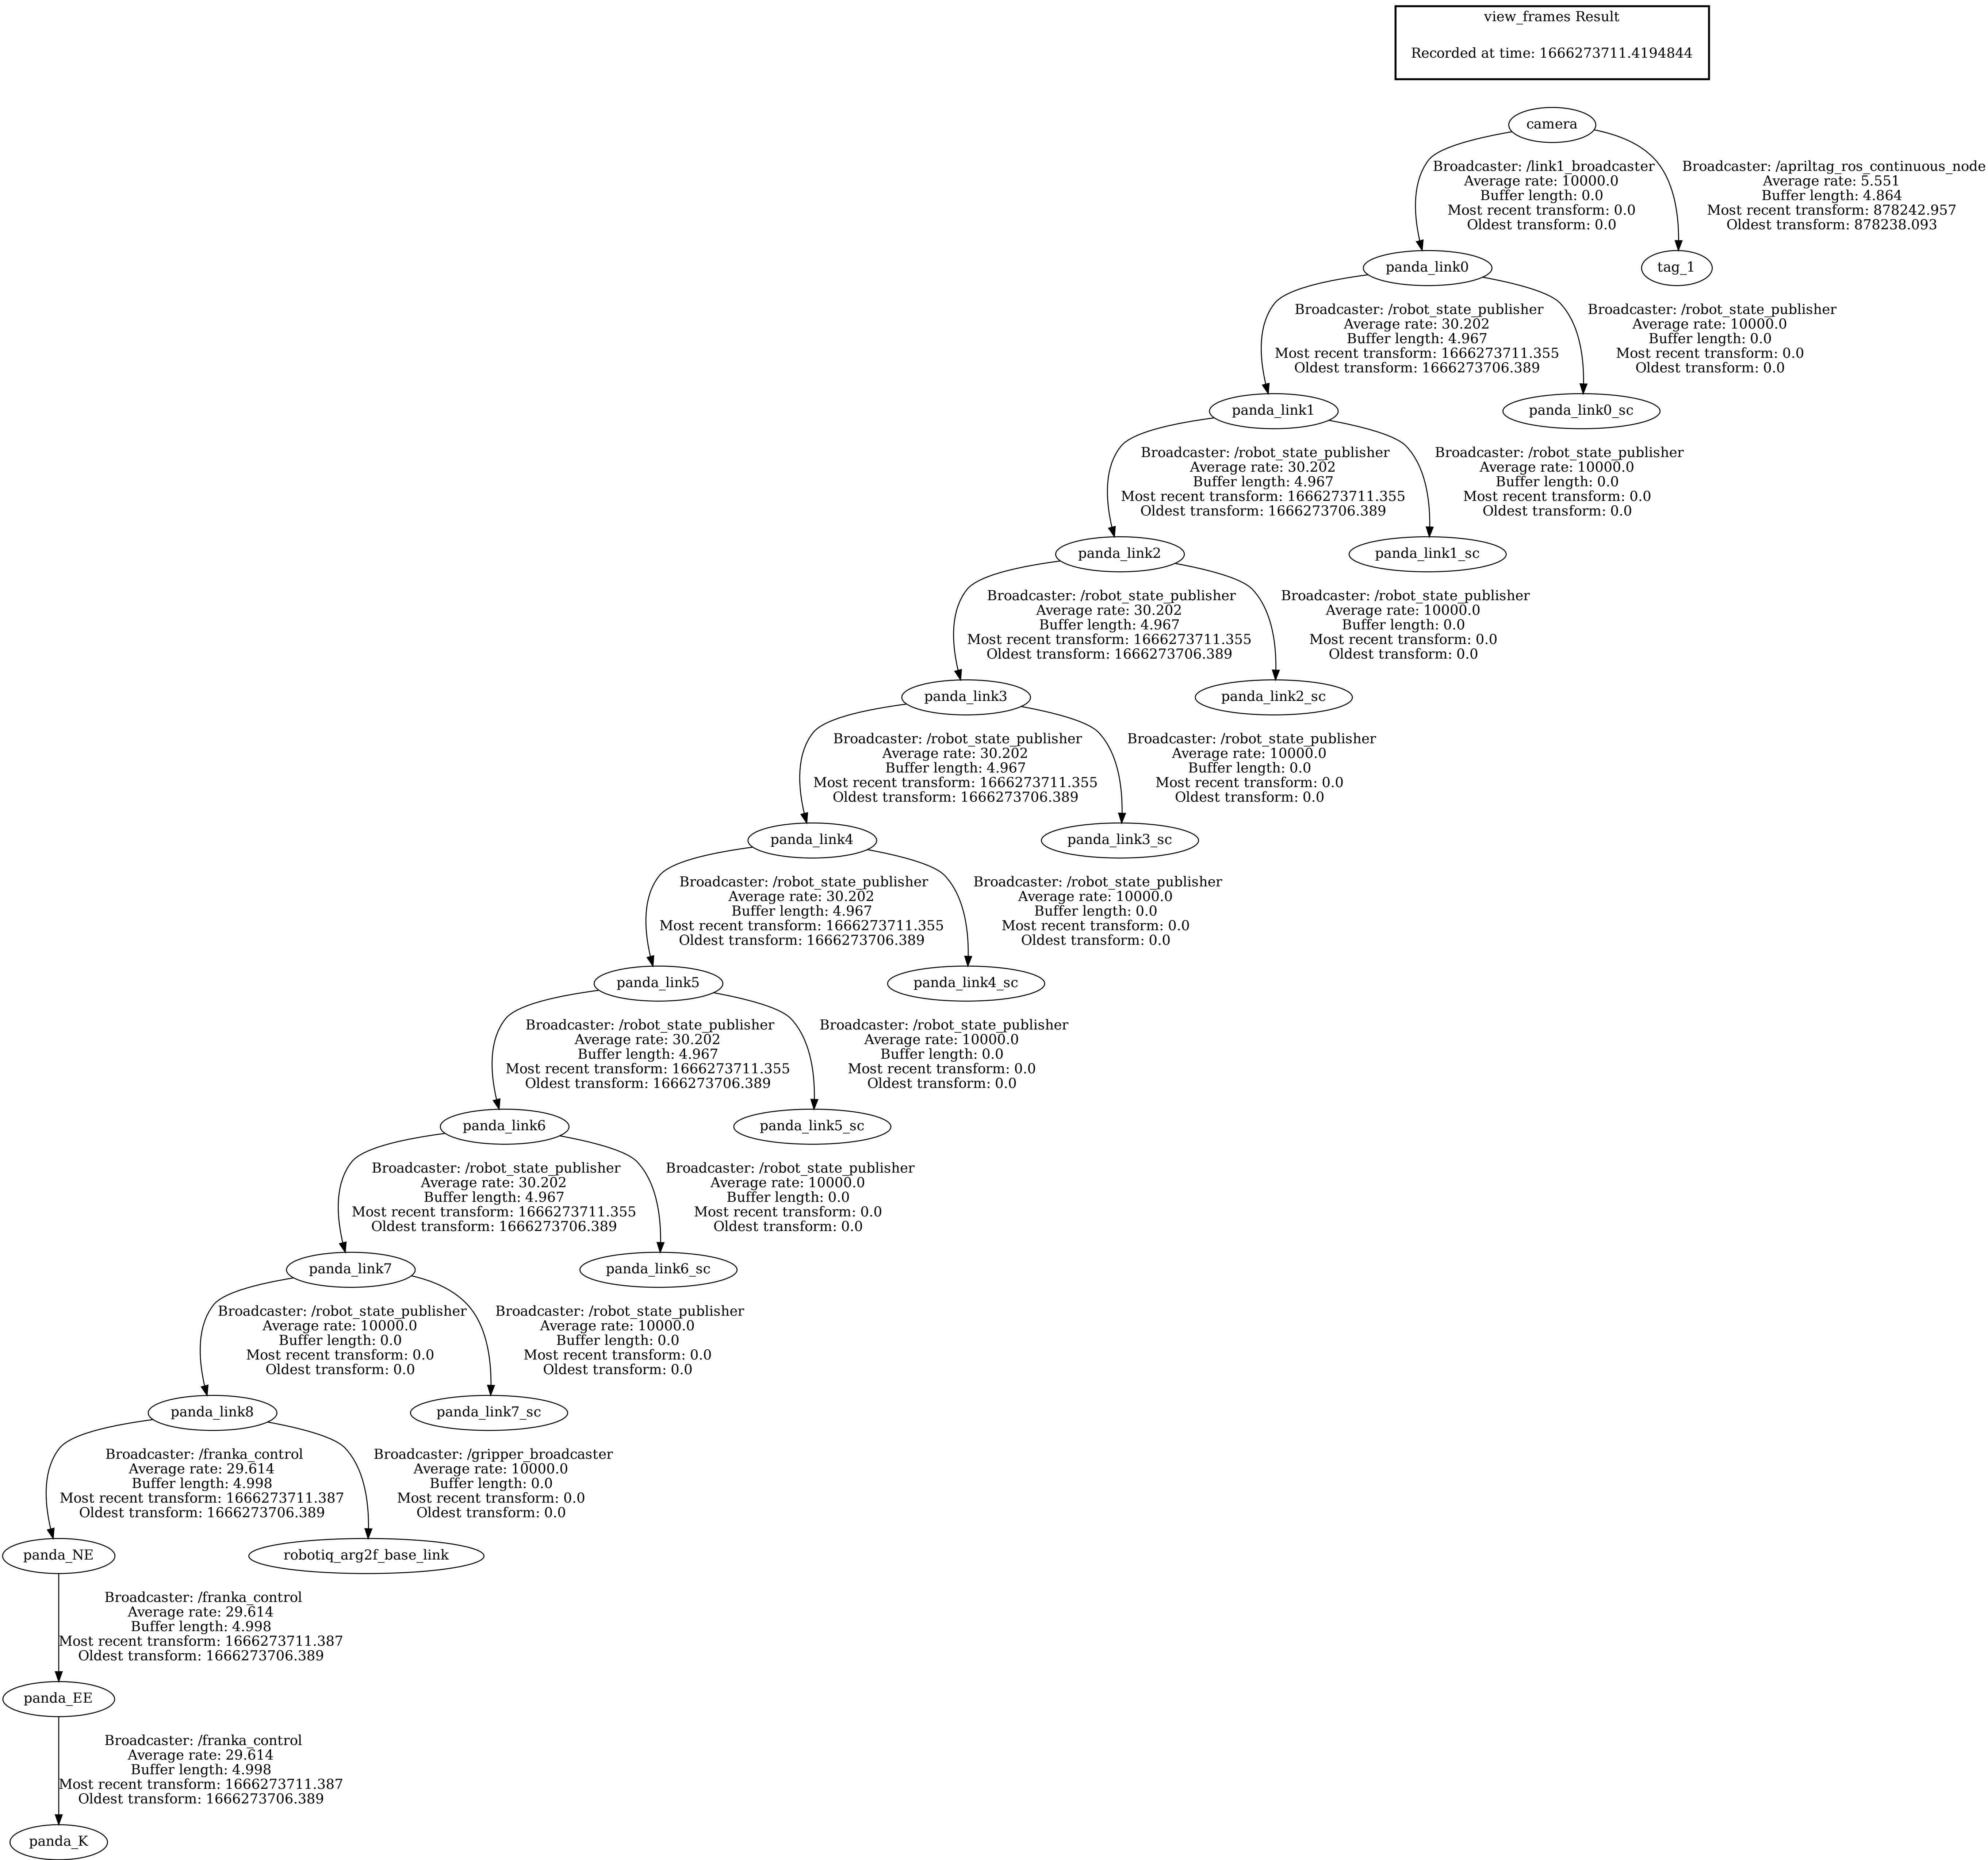 view_frames Result
Recorded at time: 1666273711.4194844
camera
Broadcaster: /link1_broadcaster
Average rate: 10000.0
Buffer length: 0.0
Most recent transform: 0.0
Oldest transform: 0.0
Broadcaster: /apriltag_ros_continuous_node
Average rate: 5.551
Buffer length: 4.864
Most recent transform: 878242.957
Oldest transform: 878238.093
panda_link0
tag_1
Broadcaster: /robot_state_publisher
Average rate: 30.202
Buffer length: 4.967
Most recent transform: 1666273711.355
Oldest transform: 1666273706.389
Broadcaster: /robot_state_publisher
Average rate: 10000.0
Buffer length: 0.0
Most recent transform: 0.0
Oldest transform: 0.0
panda_link1
panda_link0_sc
Broadcaster: /robot_state_publisher
Average rate: 30.202
Buffer length: 4.967
Most recent transform: 1666273711.355
Oldest transform: 1666273706.389
Broadcaster: /robot_state_publisher
Average rate: 10000.0
Buffer length: 0.0
Most recent transform: 0.0
Oldest transform: 0.0
panda_link2
panda_link1_sc
Broadcaster: /robot_state_publisher
Average rate: 30.202
Buffer length: 4.967
Most recent transform: 1666273711.355
Oldest transform: 1666273706.389
Broadcaster: /robot_state_publisher
Average rate: 10000.0
Buffer length: 0.0
Most recent transform: 0.0
Oldest transform: 0.0
panda_link3
panda_link2_sc
Broadcaster: /robot_state_publisher
Average rate: 30.202
Buffer length: 4.967
Most recent transform: 1666273711.355
Oldest transform: 1666273706.389
Broadcaster: /robot_state_publisher
Average rate: 10000.0
Buffer length: 0.0
Most recent transform: 0.0
Oldest transform: 0.0
panda_link4
panda_link3_sc
Broadcaster: /robot_state_publisher
Average rate: 30.202
Buffer length: 4.967
Most recent transform: 1666273711.355
Oldest transform: 1666273706.389
Broadcaster: /robot_state_publisher
Average rate: 10000.0
Buffer length: 0.0
Most recent transform: 0.0
Oldest transform: 0.0
panda_link5
panda_link4_sc
Broadcaster: /robot_state_publisher
Average rate: 30.202
Buffer length: 4.967
Most recent transform: 1666273711.355
Oldest transform: 1666273706.389
Broadcaster: /robot_state_publisher
Average rate: 10000.0
Buffer length: 0.0
Most recent transform: 0.0
Oldest transform: 0.0
panda_link6
panda_link5_sc
Broadcaster: /robot_state_publisher
Average rate: 30.202
Buffer length: 4.967
Most recent transform: 1666273711.355
Oldest transform: 1666273706.389
Broadcaster: /robot_state_publisher
Average rate: 10000.0
Buffer length: 0.0
Most recent transform: 0.0
Oldest transform: 0.0
panda_link7
panda_link6_sc
Broadcaster: /robot_state_publisher
Average rate: 10000.0
Buffer length: 0.0
Most recent transform: 0.0
Oldest transform: 0.0
Broadcaster: /robot_state_publisher
Average rate: 10000.0
Buffer length: 0.0
Most recent transform: 0.0
Oldest transform: 0.0
panda_link8
panda_link7_sc
Broadcaster: /franka_control
Average rate: 29.614
Buffer length: 4.998
Most recent transform: 1666273711.387
Oldest transform: 1666273706.389
Broadcaster: /gripper_broadcaster
Average rate: 10000.0
Buffer length: 0.0
Most recent transform: 0.0
Oldest transform: 0.0
panda_NE
robotiq_arg2f_base_link
Broadcaster: /franka_control
Average rate: 29.614
Buffer length: 4.998
Most recent transform: 1666273711.387
Oldest transform: 1666273706.389
panda_EE
Broadcaster: /franka_control
Average rate: 29.614
Buffer length: 4.998
Most recent transform: 1666273711.387
Oldest transform: 1666273706.389
panda_K